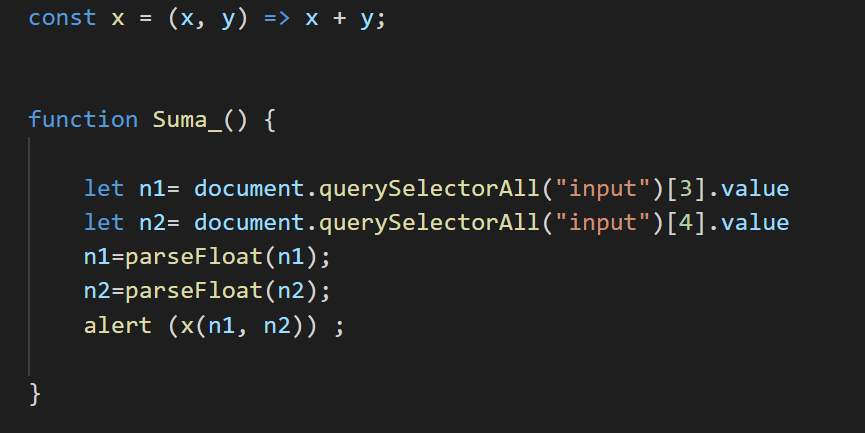 const x = (x, y) => x + y;
function Suma_() {
let n1= document.querySelectorAll("input")[3].value
let n2= document.querySelectorAll("input")[4].value
n1=parseFloat(n1);
n2=parseFloat(n2);
alert (x(n1, n2)) ;
}